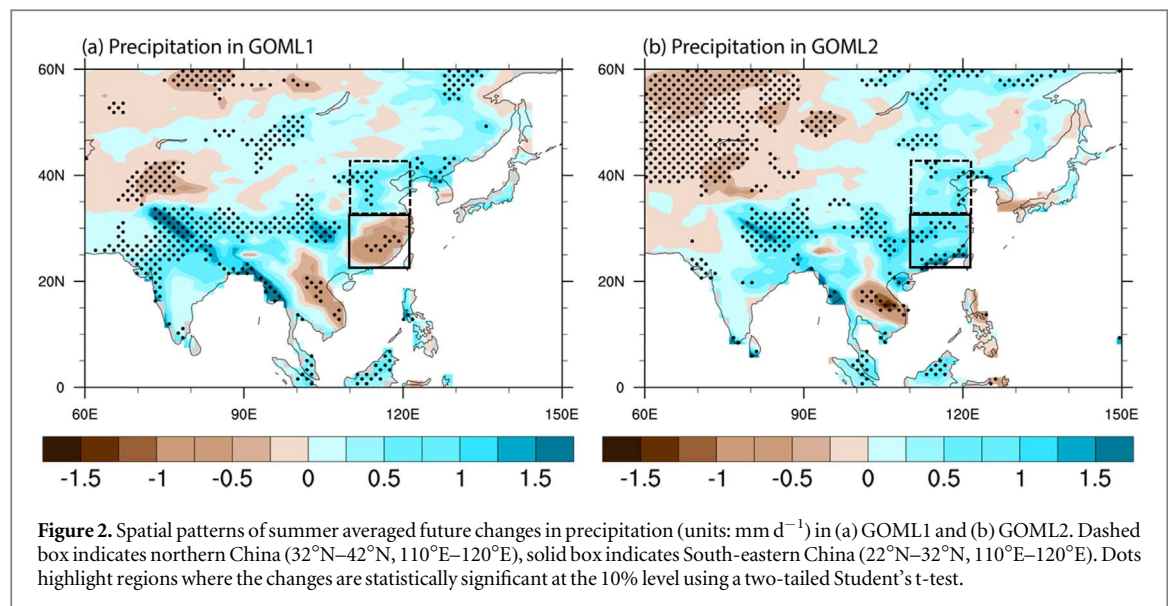 (a) Precipitation in GOML1
(b) Precipitation in GOML2
60N
40N
20N
0
60E 90E 120E 150E
60N
40N
20N
0
60E 90E 120E 150E
-1.5 -1 -0.5 0 0.5 1 1.5
-1.5 -1 -0.5 0 0.5 1 1.5
Figure 2. Spatial patterns of summer averaged future changes in precipitation (units: mm d⁻¹) in (a) GOML1 and (b) GOML2. Dashed
box indicates northern China (32°N–42°N, 110°E–120°E), solid box indicates South-eastern China (22°N–32°N, 110°E–120°E). Dots
highlight regions where the changes are statistically significant at the 10% level using a two-tailed Student's t-test.